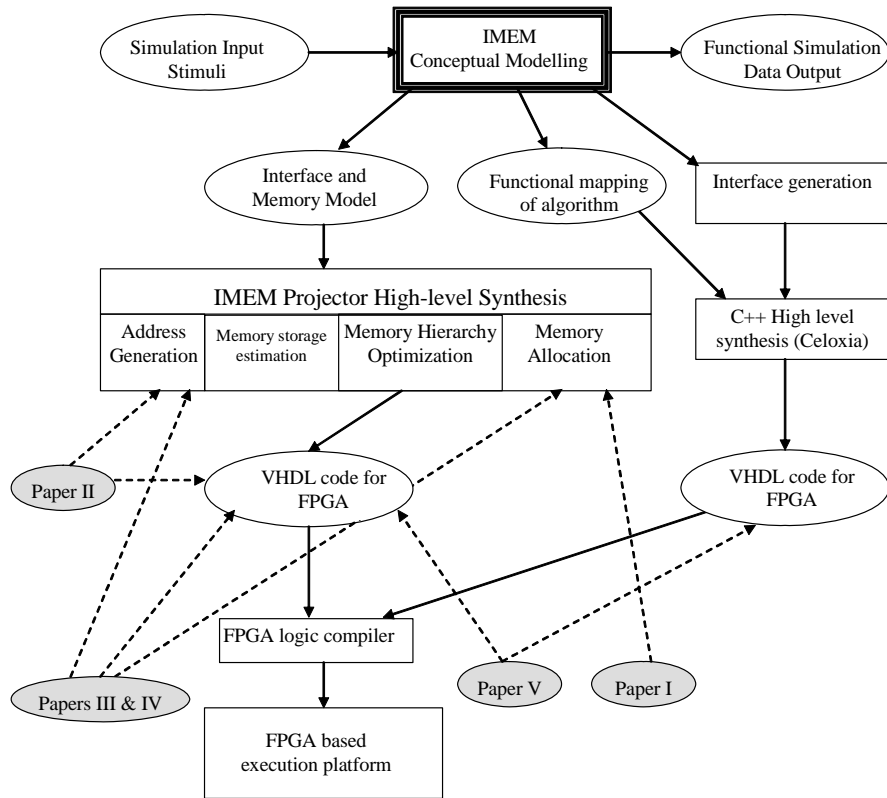 Simulation Input
Stimuli
IMEM
Conceptual Modelling
Functional Simulation
Data Output
Interface and
Memory Model
Functional mapping
of algorithm
Interface generation
IMEM Projector High-level Synthesis
Address
Generation
Memory storage
estimation
Memory Hierarchy
Optimization
Memory
Allocation
C++ High level
synthesis (Celoxia)
Paper II
VHDL code for
FPGA
VHDL code for
FPGA
FPGA logic compiler
Papers III & IV
Paper V
Paper I
FPGA based
execution platform